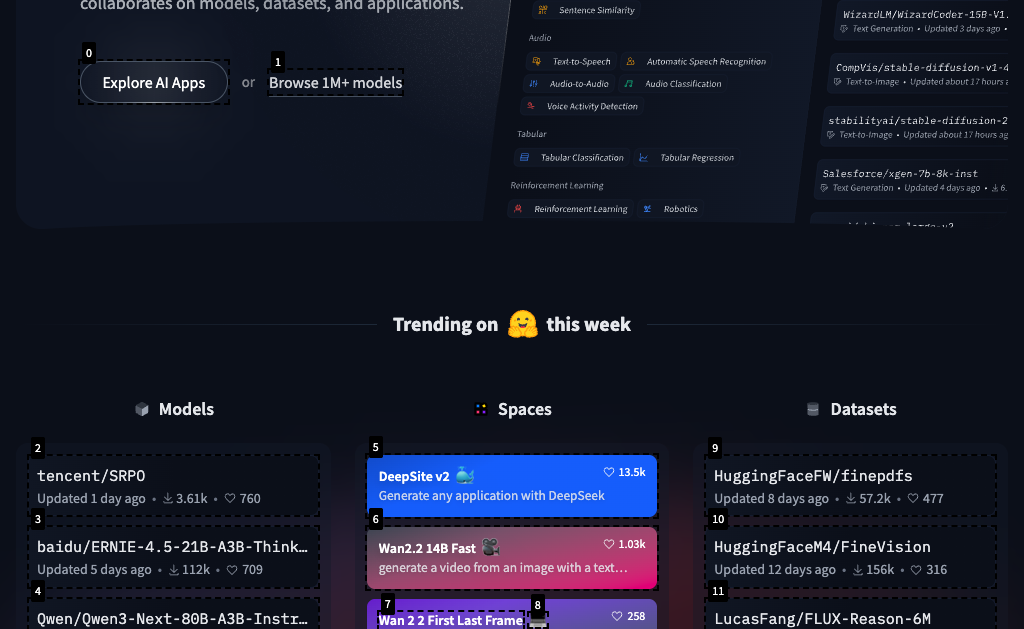 collaborates on models, datasets, and applications.
0
Explore AI Apps
or
1
Browse 1M+ models
Sentence Similarity
Audio
Text-to-Speech
Automatic Speech Recognition
Audio-to-Audio
Audio Classification
Voice Activity Detection
Tabular
Tabular Classification
Tabular Regression
Reinforcement Learning
Reinforcement Learning
Robotics
WizardLM/WizardCoder-15B-V1.
Text Generation • Updated 3 days ago •
CompVis/stable-diffusion-v1-4
Text-to-Image • Updated about 17 hours a
stabilityai/stable-diffusion-2
Text-to-Image • Updated about 17 hours ag
Salesforce/xgen-7b-8k-inst
Text Generation • Updated 4 days ago • 6.
Trending on 🤗 this week
Models
2
tencent/SRPO
Updated 1 day ago • 3.61k • 760
3
baidu/ERNIE-4.5-21B-A3B-Think…
Updated 5 days ago • 112k • 709
4
Qwen/Qwen3-Next-80B-A3B-Instr…
Spaces
5
DeepSite v2 🐳
13.5k
Generate any application with DeepSeek
6
Wan2.2 14B Fast 🎥
1.03k
generate a video from an image with a text…
7
8
Wan 2 2 First Last Frame
258
Datasets
9
HuggingFaceFW/finepdfs
Updated 8 days ago • 57.2k • 477
10
HuggingFaceM4/FineVision
Updated 12 days ago • 156k • 316
11
LucasFang/FLUX-Reason-6M